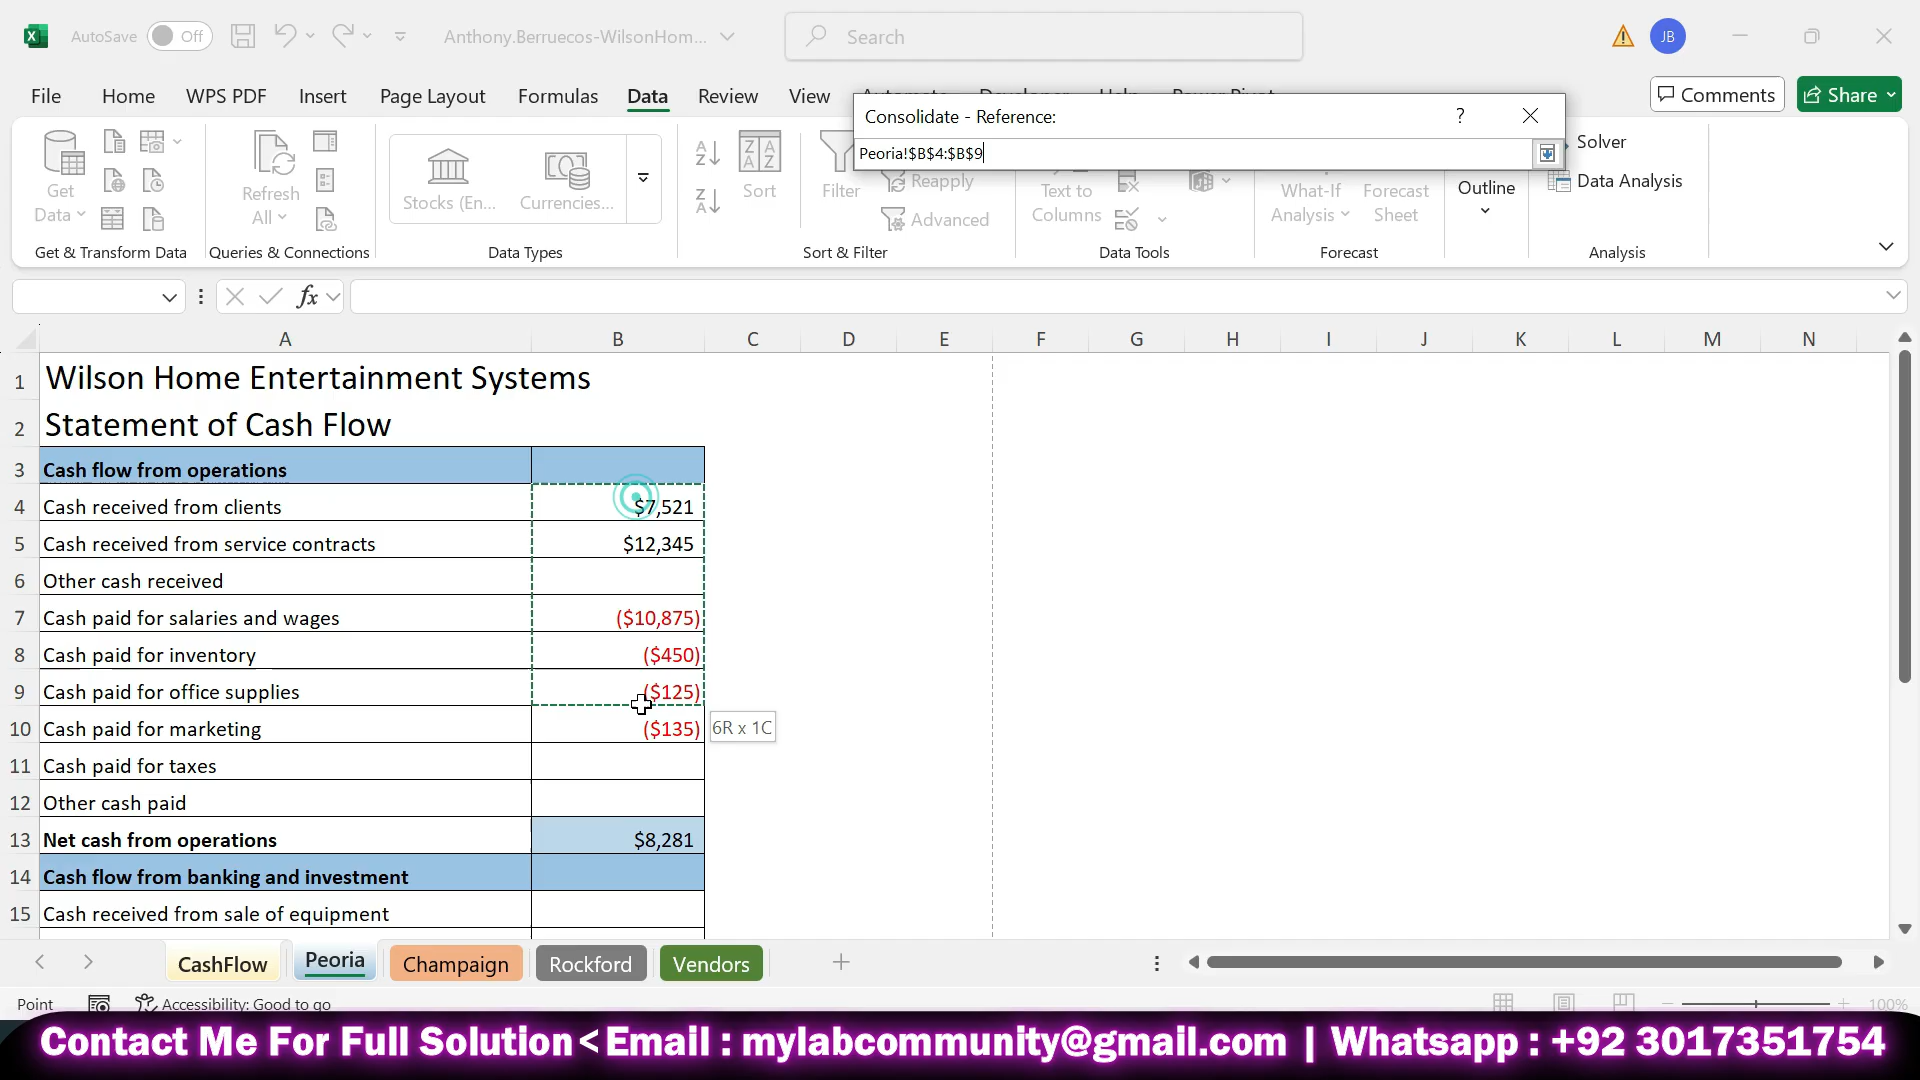 AutoSave Off Anthony.Berruecos-WilsonHom... Search JB
File Home WPS PDF Insert Page Layout Formulas Data Review View Comments Share
Consolidate - Reference: ?
Peoria!$B$4:$B$9
Get Data
Refresh All
Stocks (En... Currencies...
Sort
Filter
Reapply
Advanced
Text to Columns
What-If Analysis
Forecast Sheet
Outline
Solver
Data Analysis
Get & Transform Data Queries & Connections Data Types Sort & Filter Data Tools Forecast Analysis
fx
A B C D E F G H I J K L M N
1 Wilson Home Entertainment Systems
2 Statement of Cash Flow
3 Cash flow from operations
4 Cash received from clients $7,521
5 Cash received from service contracts $12,345
6 Other cash received
7 Cash paid for salaries and wages ($10,875)
8 Cash paid for inventory ($450)
9 Cash paid for office supplies ($125)
10 Cash paid for marketing ($135) 6R x 1C
11 Cash paid for taxes
12 Other cash paid
13 Net cash from operations $8,281
14 Cash flow from banking and investment
15 Cash received from sale of equipment
CashFlow Peoria Champaign Rockford Vendors
Point Accessibility: Good to go 100%
Contact Me For Full Solution < Email : mylabcommunity@gmail.com | Whatsapp : +92 3017351754